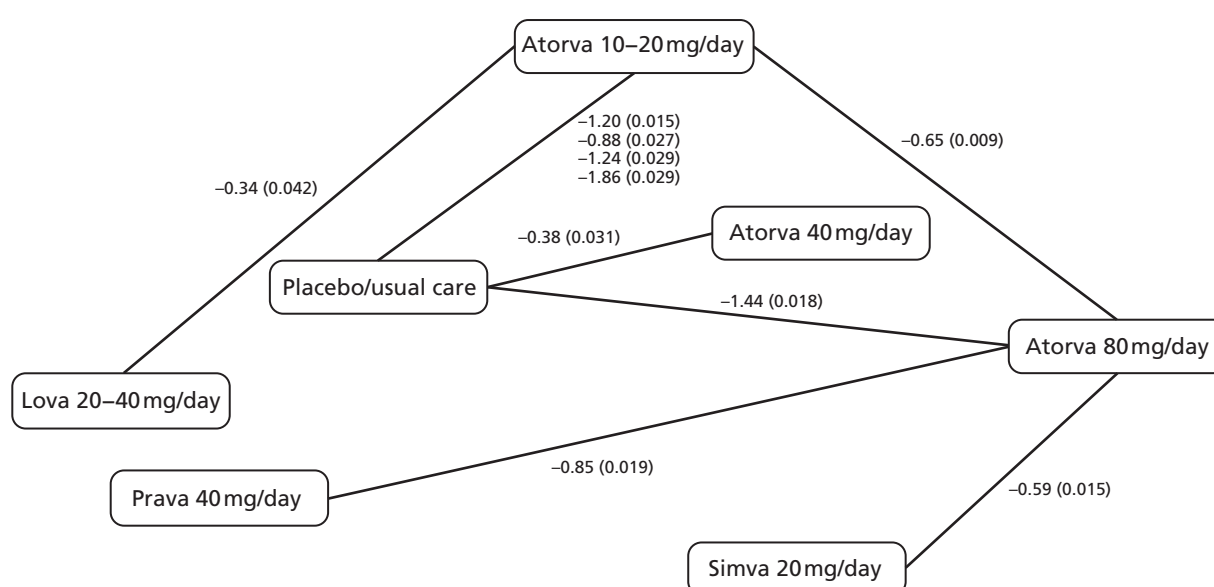 Atorva 10–20 mg/day
–1.20 (0.015)
–0.88 (0.027)
–1.24 (0.029)
–1.86 (0.029)
–0.65 (0.009)
–0.34 (0.042)
–0.38 (0.031)
Atorva 40 mg/day
Placebo/usual care
–1.44 (0.018)
Atorva 80 mg/day
Lova 20–40 mg/day
–0.85 (0.019)
Prava 40 mg/day
–0.59 (0.015)
Simva 20 mg/day